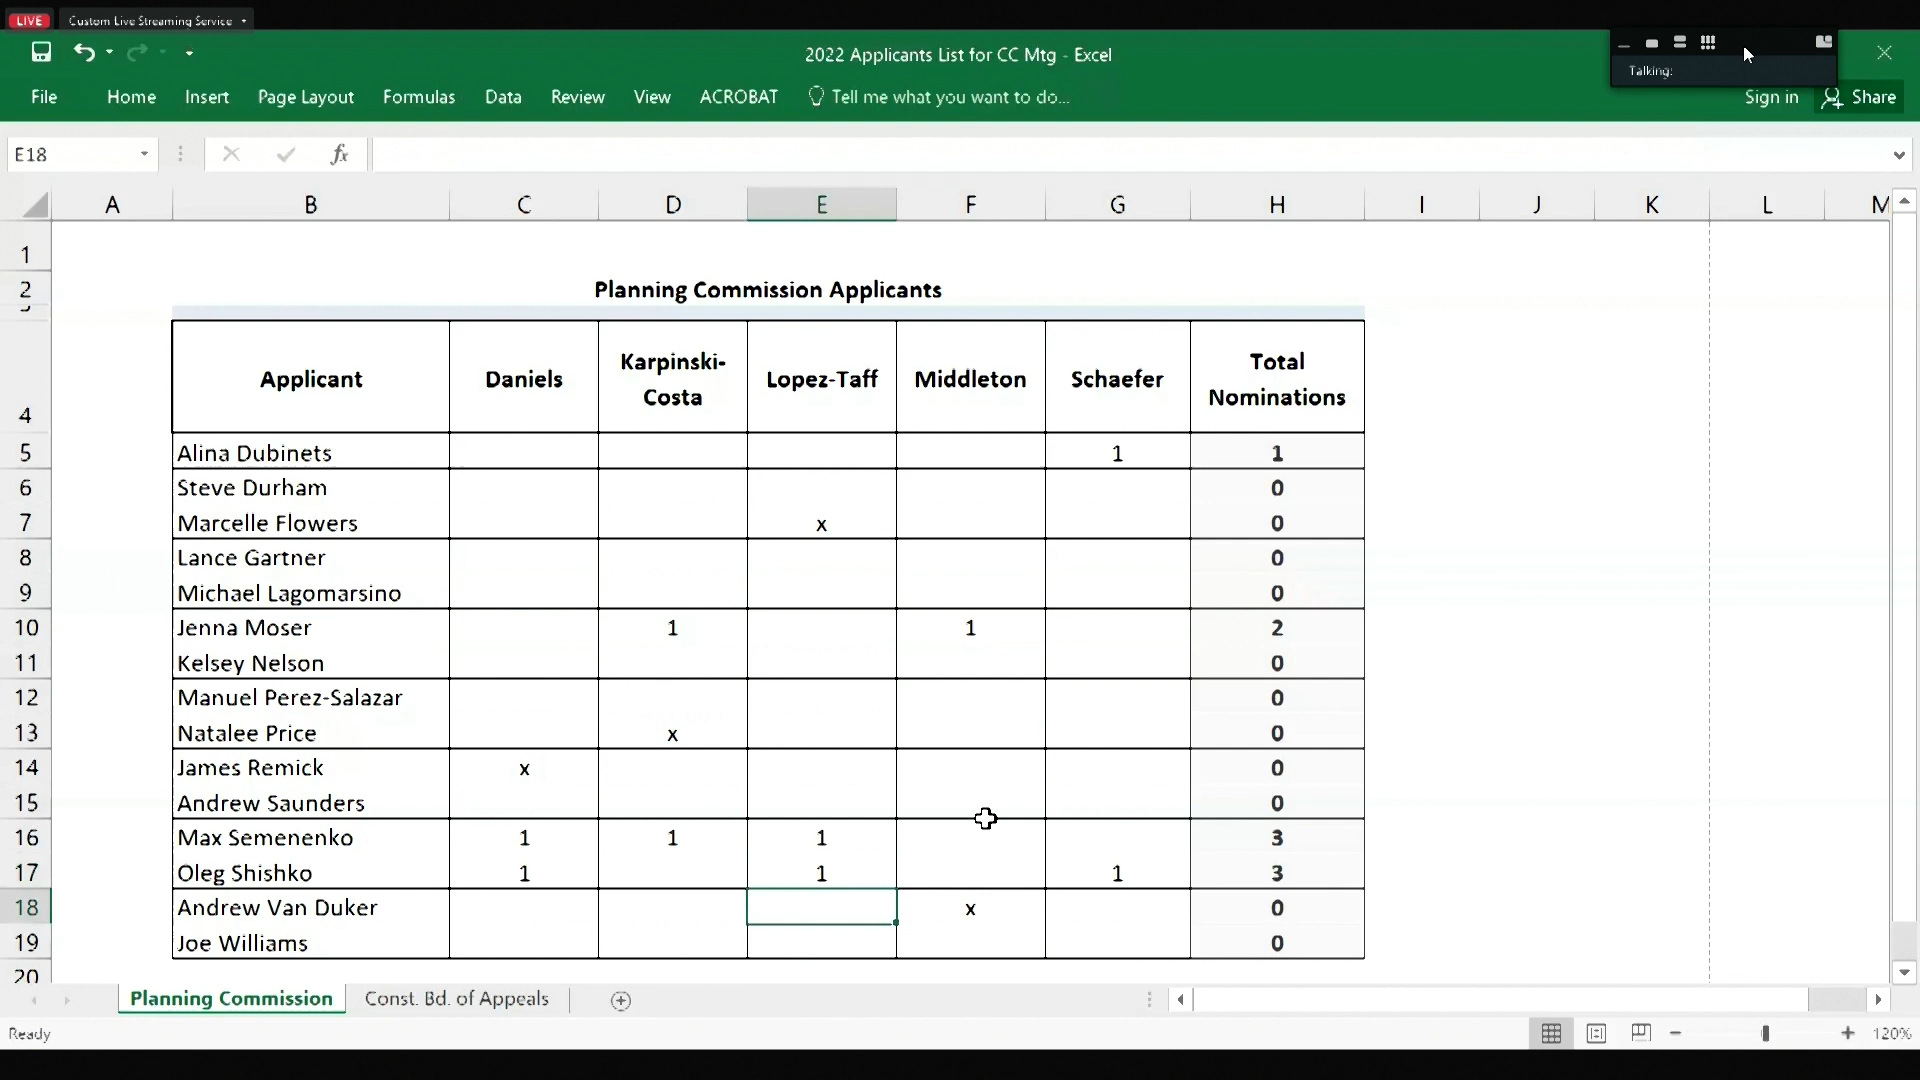 LIVE Custom Live Streaming Service
2022 Applicants List for CC Mtg - Excel
Talking:
File Home Insert Page Layout Formulas Data Review View ACROBAT Tell me what you want to do... Sign in Share
E18 fx
A B C D E F G H I J K L M
1
2 Planning Commission Applicants
3
4 Applicant Daniels Karpinski-Costa Lopez-Taff Middleton Schaefer Total Nominations
5 Alina Dubinets 1 1
6 Steve Durham 0
7 Marcelle Flowers x 0
8 Lance Gartner 0
9 Michael Lagomarsino 0
10 Jenna Moser 1 1 2
11 Kelsey Nelson 0
12 Manuel Perez-Salazar 0
13 Natalee Price x 0
14 James Remick x 0
15 Andrew Saunders 0
16 Max Semenenko 1 1 1 3
17 Oleg Shishko 1 1 1 3
18 Andrew Van Duker x 0
19 Joe Williams 0
20
Planning Commission Const. Bd. of Appeals
Ready 120%